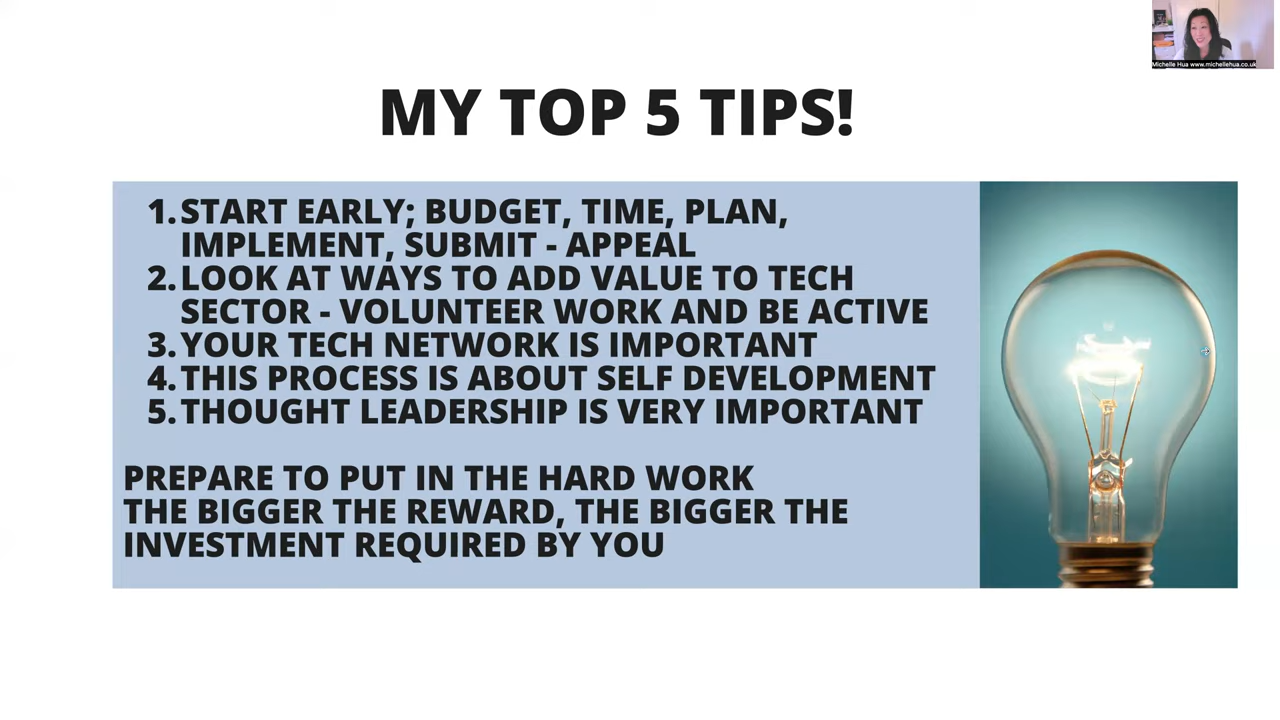 Michelle Hua www.michellehua.co.uk
MY TOP 5 TIPS!
1. START EARLY; BUDGET, TIME, PLAN,
IMPLEMENT, SUBMIT - APPEAL
2. LOOK AT WAYS TO ADD VALUE TO TECH
SECTOR - VOLUNTEER WORK AND BE ACTIVE
3. YOUR TECH NETWORK IS IMPORTANT
4. THIS PROCESS IS ABOUT SELF DEVELOPMENT
5. THOUGHT LEADERSHIP IS VERY IMPORTANT
PREPARE TO PUT IN THE HARD WORK
THE BIGGER THE REWARD, THE BIGGER THE
INVESTMENT REQUIRED BY YOU